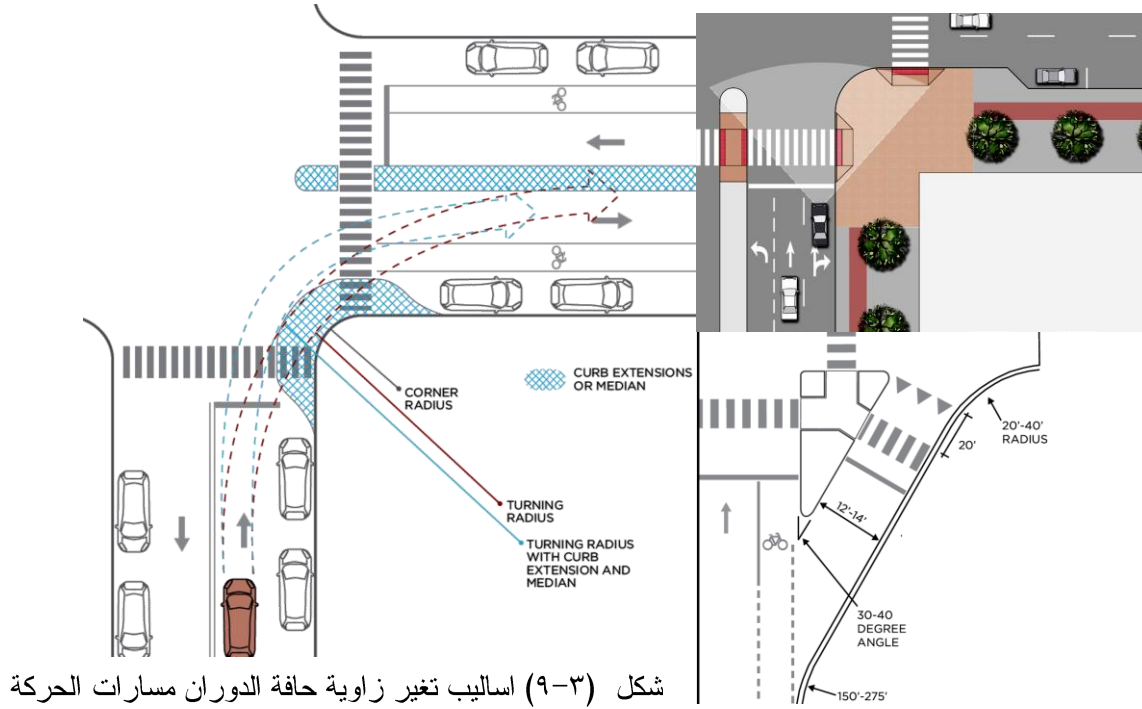 CORNER
RADIUS
CURB EXTENSIONS
OR MEDIAN
TURNING
RADIUS
TURNING RADIUS
WITH CURB
EXTENSION AND
MEDIAN
20'-40'
RADIUS
20'
12'-14'
30-40
DEGREE
ANGLE
150'-275'
شكل (٣-٩) اساليب تغير زاوية حافة الدوران مسارات الحركة